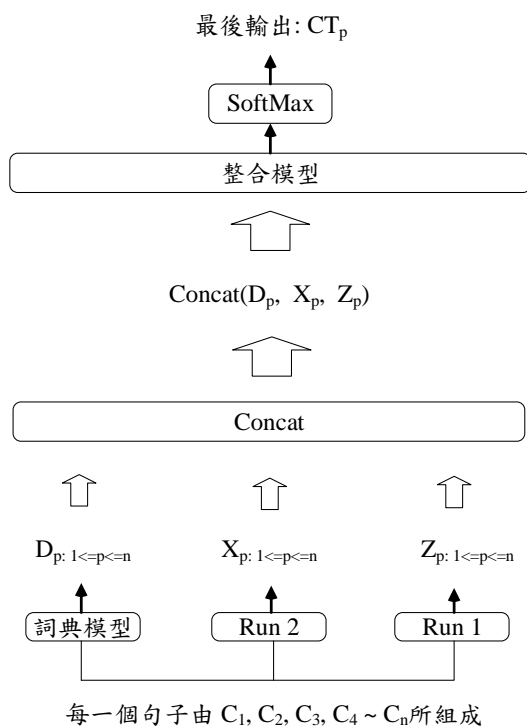 最後輸出: CTp
SoftMax
整合模型
Concat(Dp, Xp, Zp)
Concat
Dp: 1<=p<=n Xp: 1<=p<=n Zp: 1<=p<=n
詞典模型 Run 2 Run 1
每一個句子由 C1, C2, C3, C4 ~ Cn所組成